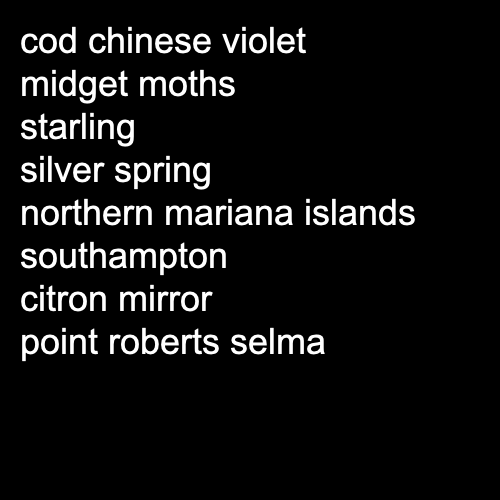 cod chinese violet
midget moths
starling
silver spring
northern mariana islands
southampton
citron mirror
point roberts selma